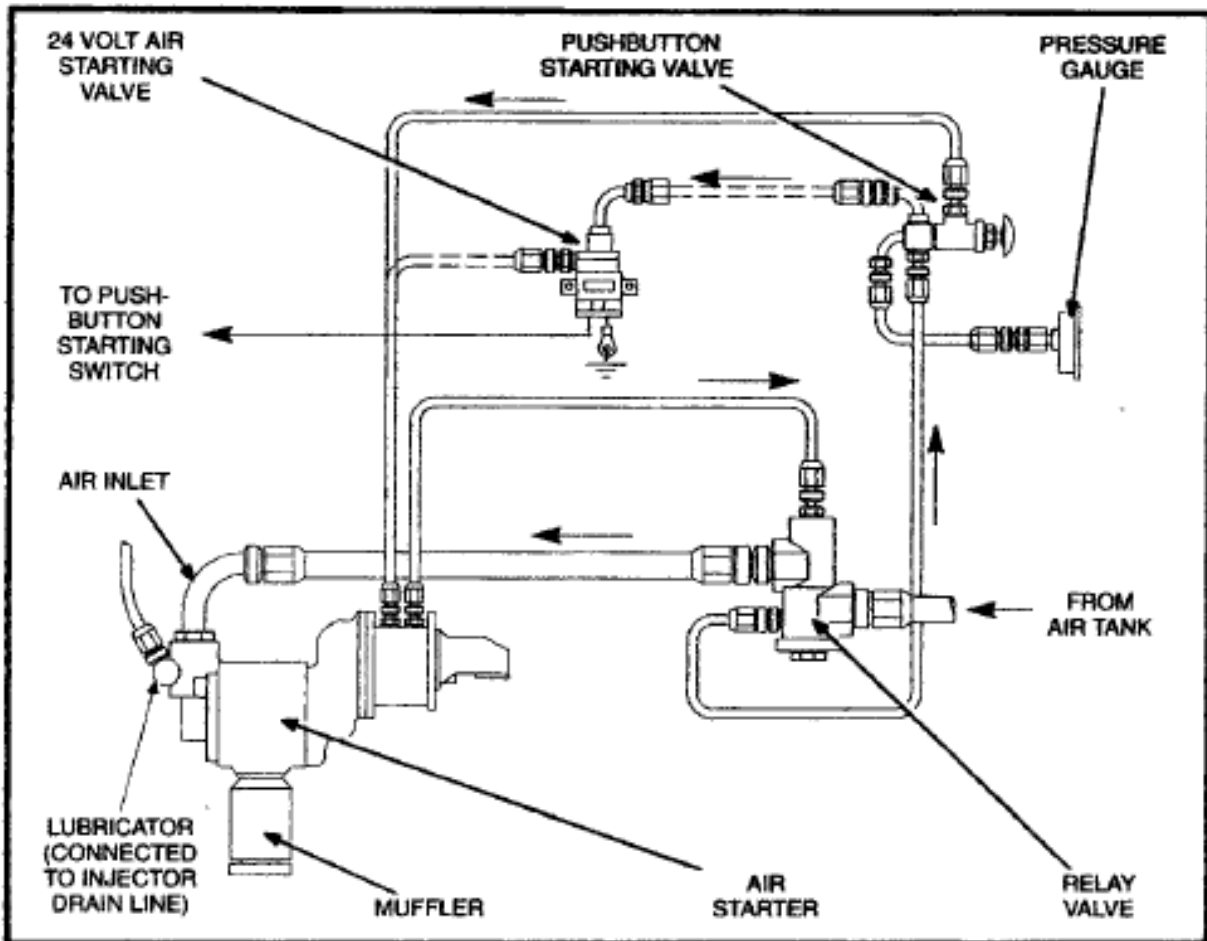 24 VOLT AIR
STARTING
VALVE
PUSHBUTTON
STARTING VALVE
PRESSURE
GAUGE
TO PUSH-
BUTTON
STARTING
SWITCH
AIR INLET
FROM
AIR TANK
LUBRICATOR
(CONNECTED
TO INJECTOR
DRAIN LINE)
MUFFLER
AIR
STARTER
RELAY
VALVE